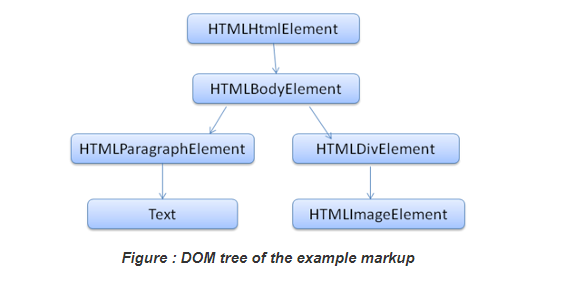 HTMLHtmlElement
HTMLBodyElement
HTMLParagraphElement
HTMLDivElement
Text
HTMLImageElement
Figure : DOM tree of the example markup